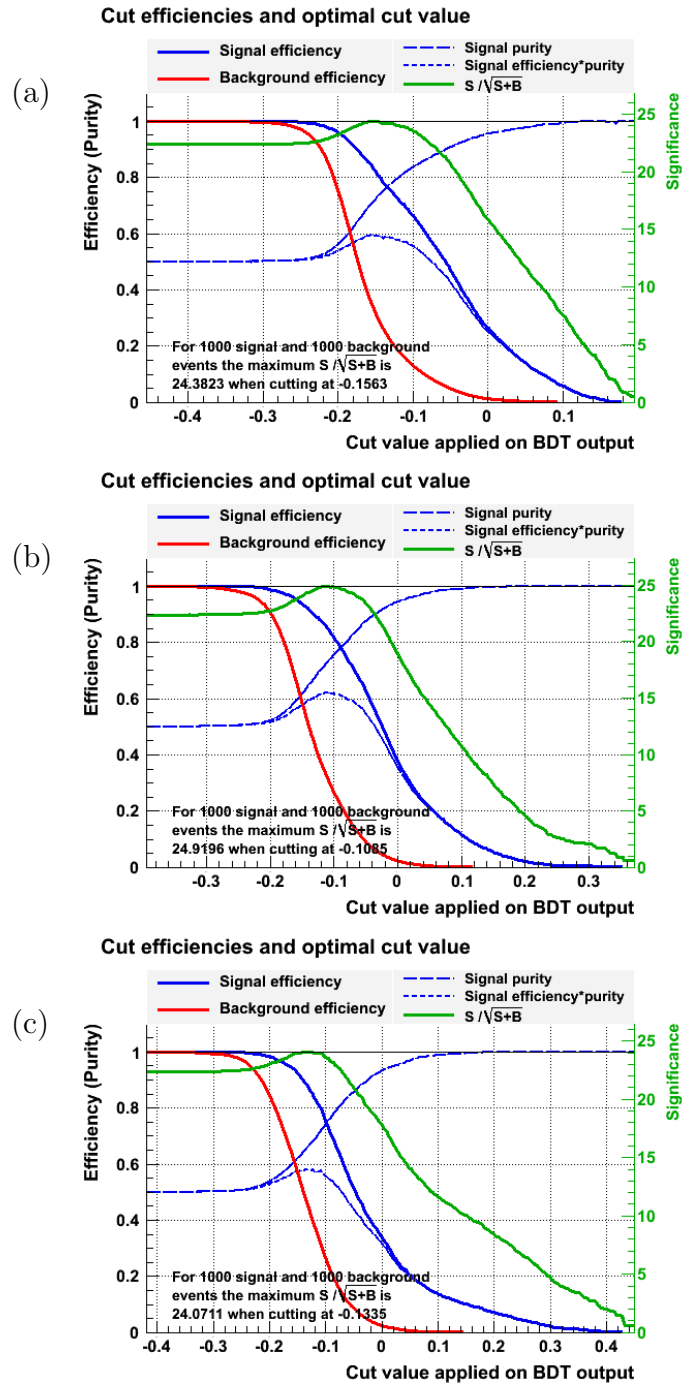 Cut efficiencies and optimal cut value
Signal efficiency
Background efficiency
Signal purity
Signal efficiency*purity
S/√S+B
(a)
Efficiency (Purity)
1
0.8
0.6
0.4
0.2
0
25
20
15
10
5
0
Significance
For 1000 signal and 1000 background
events the maximum S/√S+B is
24.3823 when cutting at -0.1563
-0.4 -0.3 -0.2 -0.1 0 0.1
Cut value applied on BDT output
Cut efficiencies and optimal cut value
Signal efficiency
Background efficiency
Signal purity
Signal efficiency*purity
S/√S+B
(b)
Efficiency (Purity)
1
0.8
0.6
0.4
0.2
0
25
20
15
10
5
0
Significance
For 1000 signal and 1000 background
events the maximum S/√S+B is
24.9196 when cutting at -0.1085
-0.3 -0.2 -0.1 0 0.1 0.2 0.3
Cut value applied on BDT output
Cut efficiencies and optimal cut value
Signal efficiency
Background efficiency
Signal purity
Signal efficiency*purity
S/√S+B
(c)
Efficiency (Purity)
1
0.8
0.6
0.4
0.2
0
25
20
15
10
5
0
Significance
For 1000 signal and 1000 background
events the maximum S/√S+B is
24.0711 when cutting at -0.1335
-0.4 -0.3 -0.2 -0.1 0 0.1 0.2 0.3 0.4
Cut value applied on BDT output